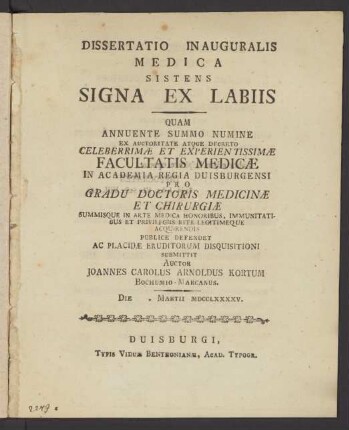 DISSERTATIO INAUGURALIS
MEDICA
SISTENS
SIGNA EX LABIIS
QUAM
ANNUENTE SUMMO NUMINE
EX AUCTORITATE ATQUE DECRETO
CELEBERRIMÆ ET EXPERIENTISSIMÆ
FACULTATIS MEDICÆ
IN ACADEMIA REGIA DUISBURGENSI
PRO
GRADU DOCTORIS MEDICINÆ
ET CHIRURGIÆ
SUMMISQUE IN ARTE MEDICA HONORIBUS, IMMUNITATI-
BUS ET PRIVILEGIIS RITE LEGITIMEQUE
ACQUIRENDIS
PUBLICE DEFENDET
AC PLACIDÆ ERUDITORUM DISQUISITIONI
SUBMITTIT
AUCTOR
JOANNES CAROLUS ARNOLDUS KORTUM
BOCHEMIO-MARCANUS.
DIE . MARTII MDCCLXXXXV.
DUISBURGI,
TYPIS VIDUÆ BENTHONIANÆ, ACAD. TYPOGR.